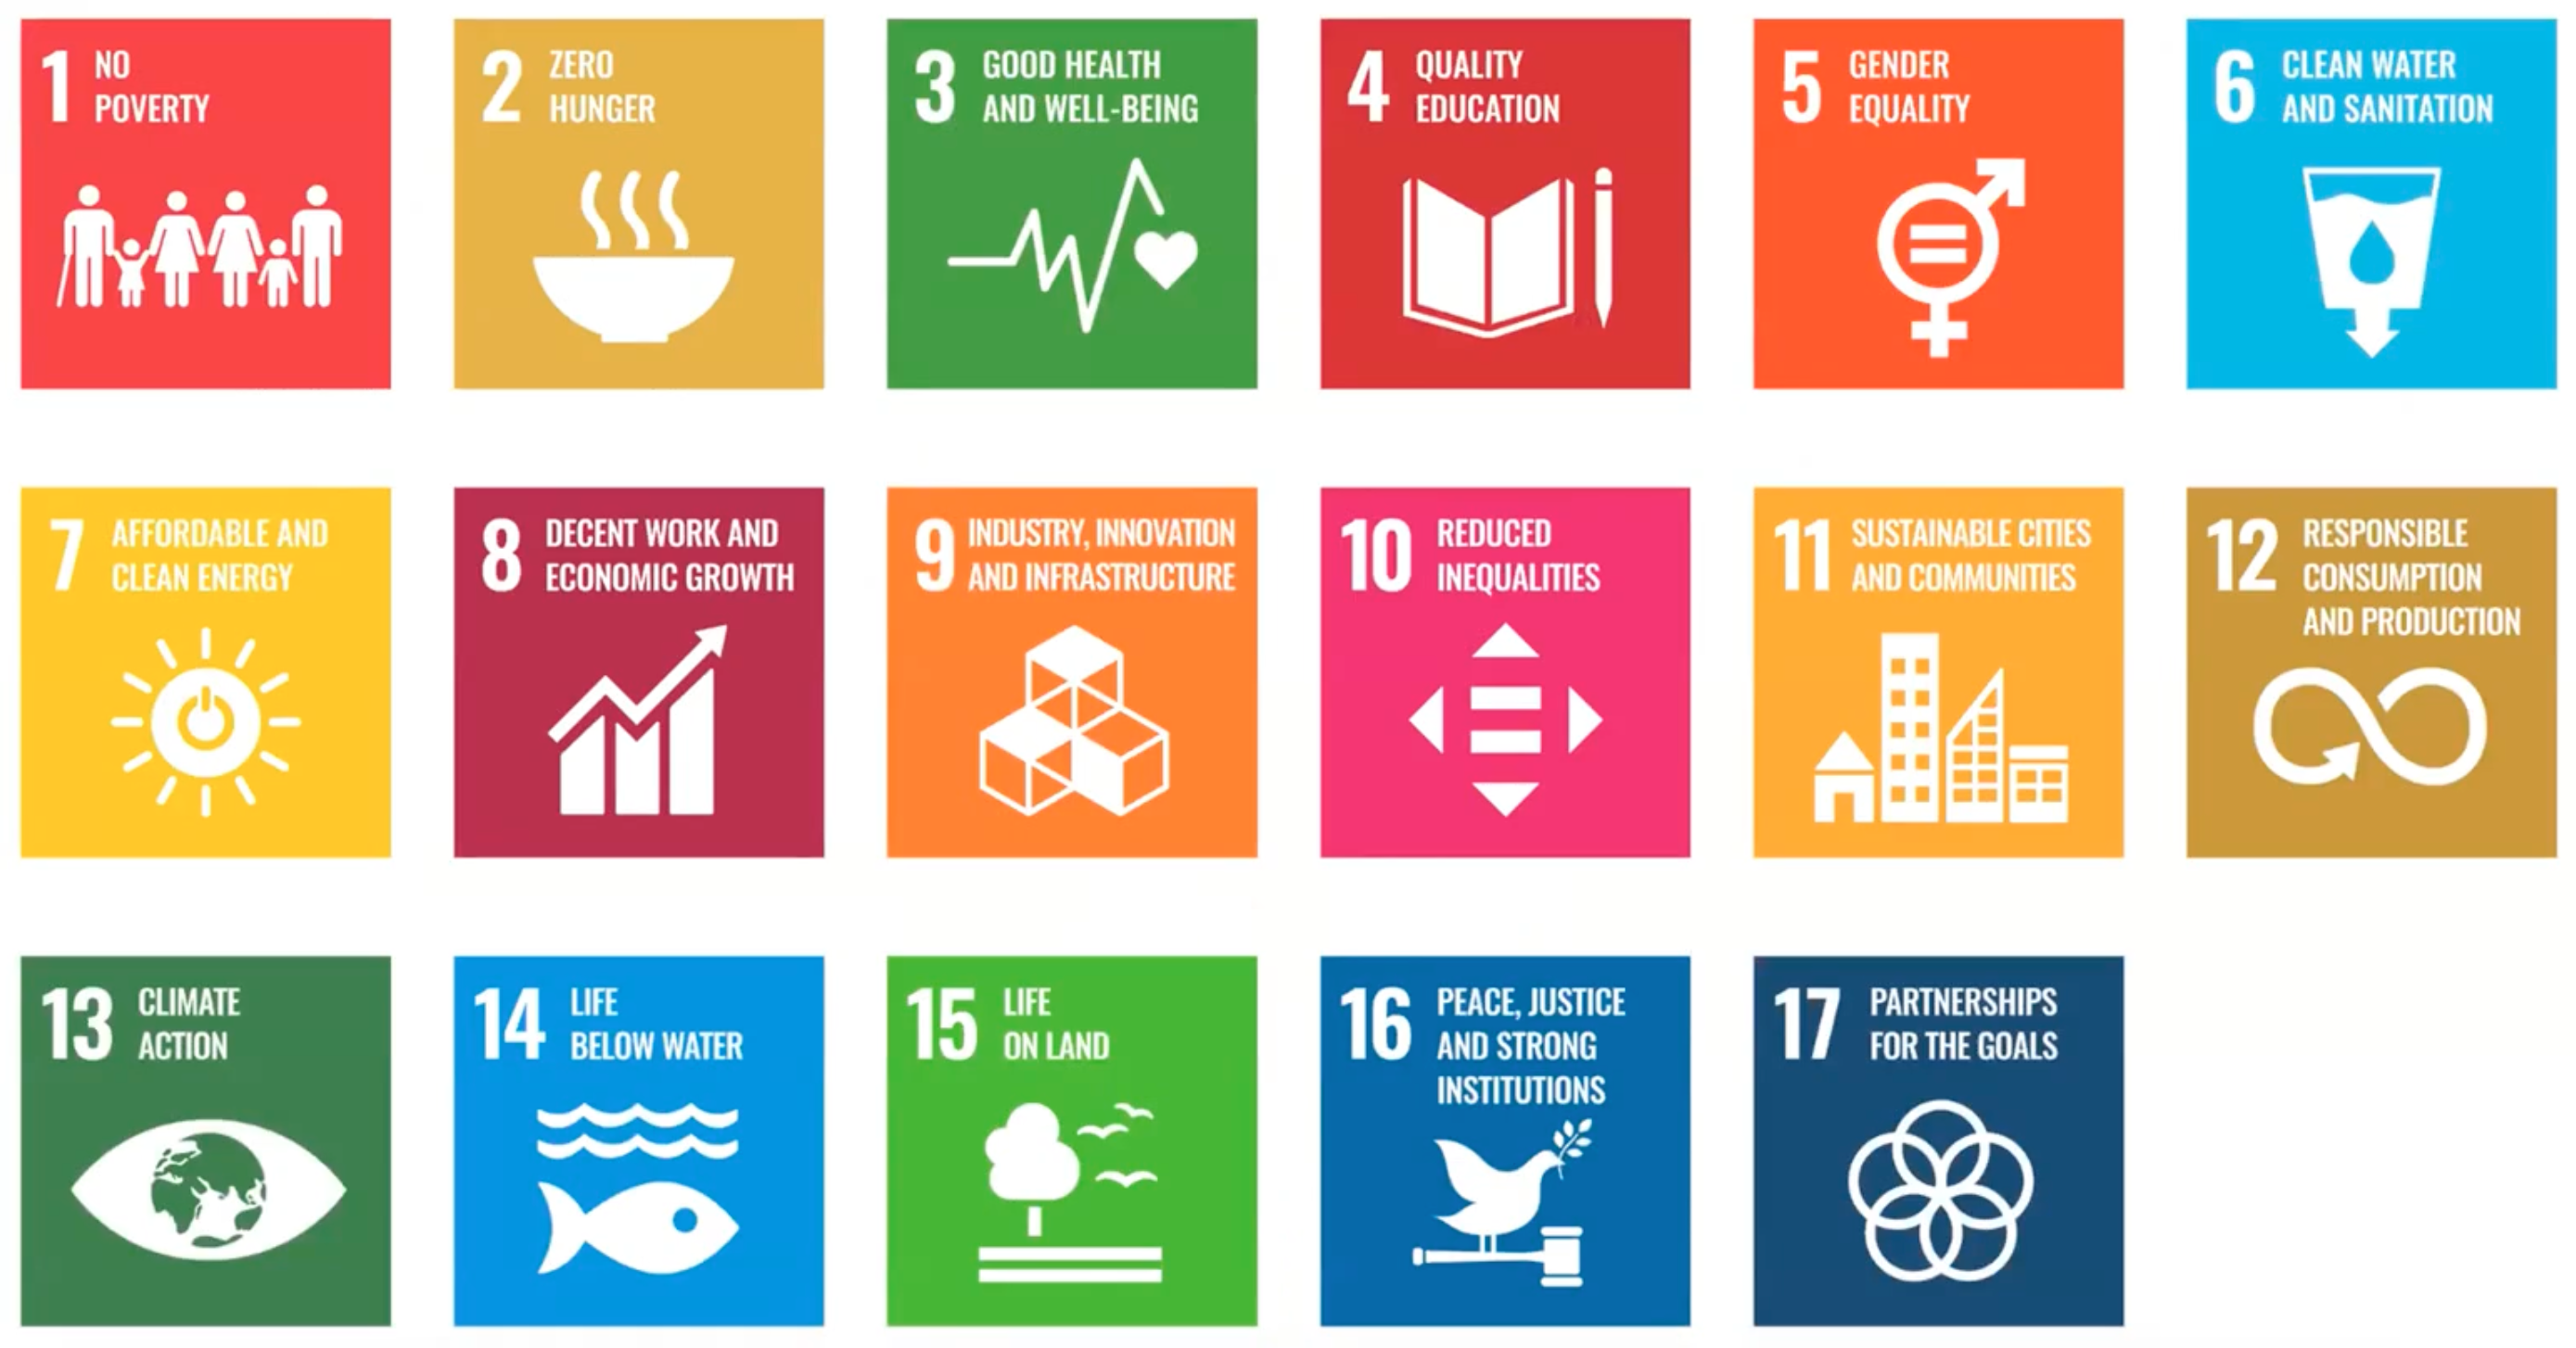 1 NO
POVERTY
2 ZERO
HUNGER
3 GOOD HEALTH
AND WELL-BEING
4 QUALITY
EDUCATION
5 GENDER
EQUALITY
6 CLEAN WATER
AND SANITATION
7 AFFORDABLE AND
CLEAN ENERGY
8 DECENT WORK AND
ECONOMIC GROWTH
9 INDUSTRY, INNOVATION
AND INFRASTRUCTURE
10 REDUCED
INEQUALITIES
11 SUSTAINABLE CITIES
AND COMMUNITIES
12 RESPONSIBLE
CONSUMPTION
AND PRODUCTION
13 CLIMATE
ACTION
14 LIFE
BELOW WATER
15 LIFE
ON LAND
16 PEACE, JUSTICE
AND STRONG
INSTITUTIONS
17 PARTNERSHIPS
FOR THE GOALS